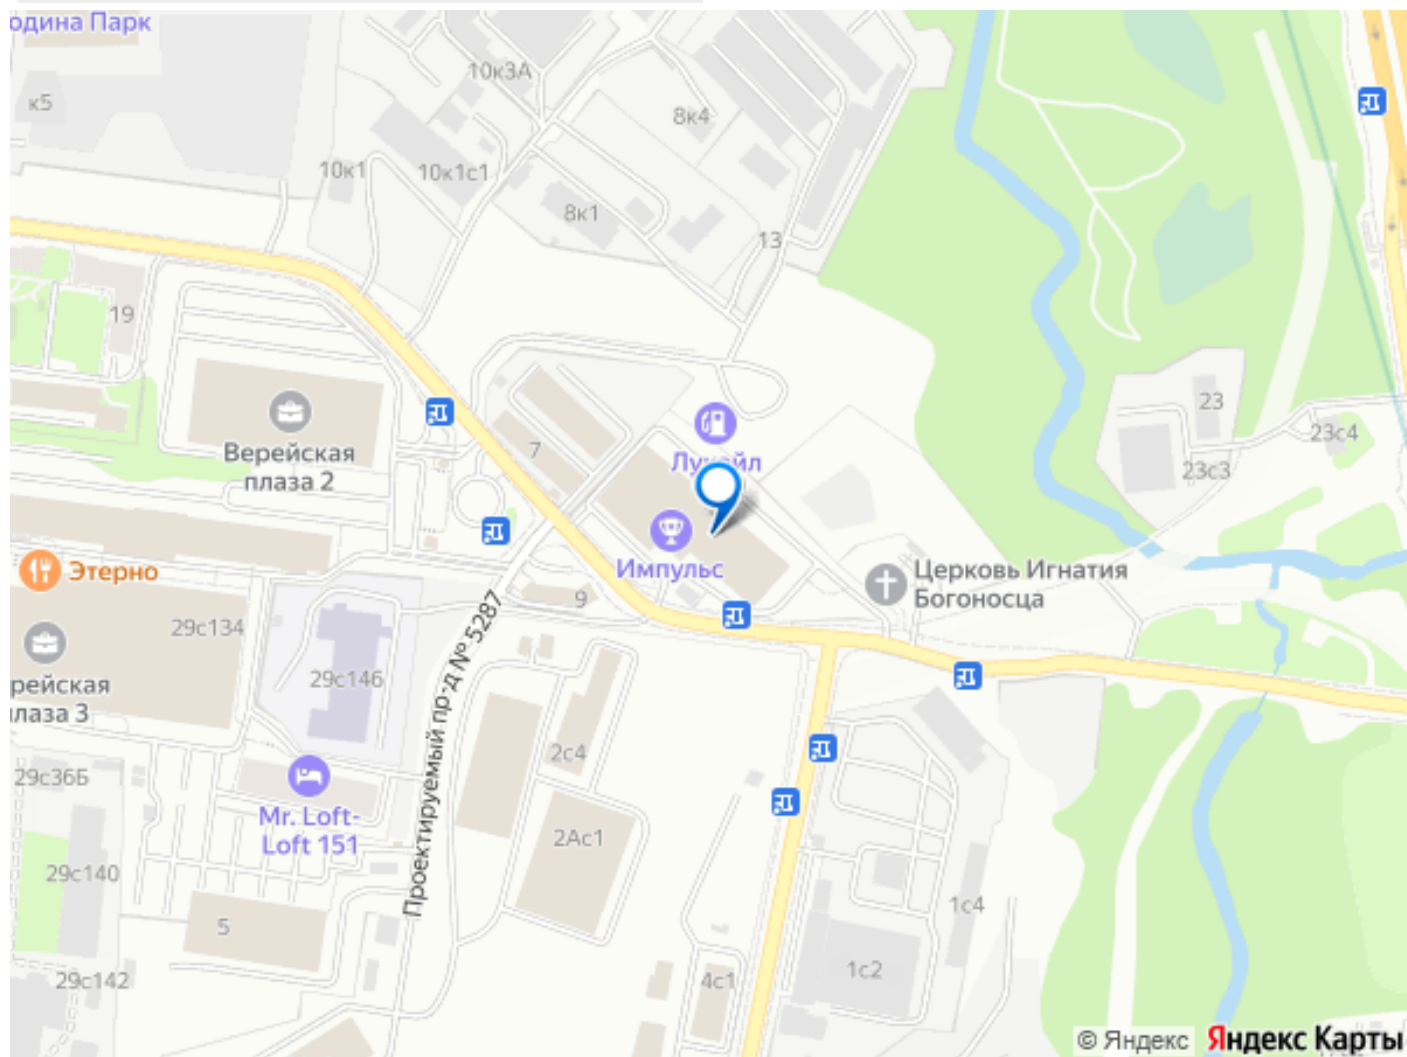 одина Парк
10к3А
к5
8к4
10к1
10к1с1
8к1
13
19
23
23с4
23с3
7
Верейская
плаза 2
Лукойл
Импульс
Этерно
Церковь Игнатия
Богоносца
9
29с134
29с146
рейская
лаза 3
Проектируемый пр-д № 5287
2с4
29с36Б
Mr. Loft-
Loft 151
2Ас1
29с140
1с4
5
1с2
29с142
4с1
© Яндекс Яндекс Карты